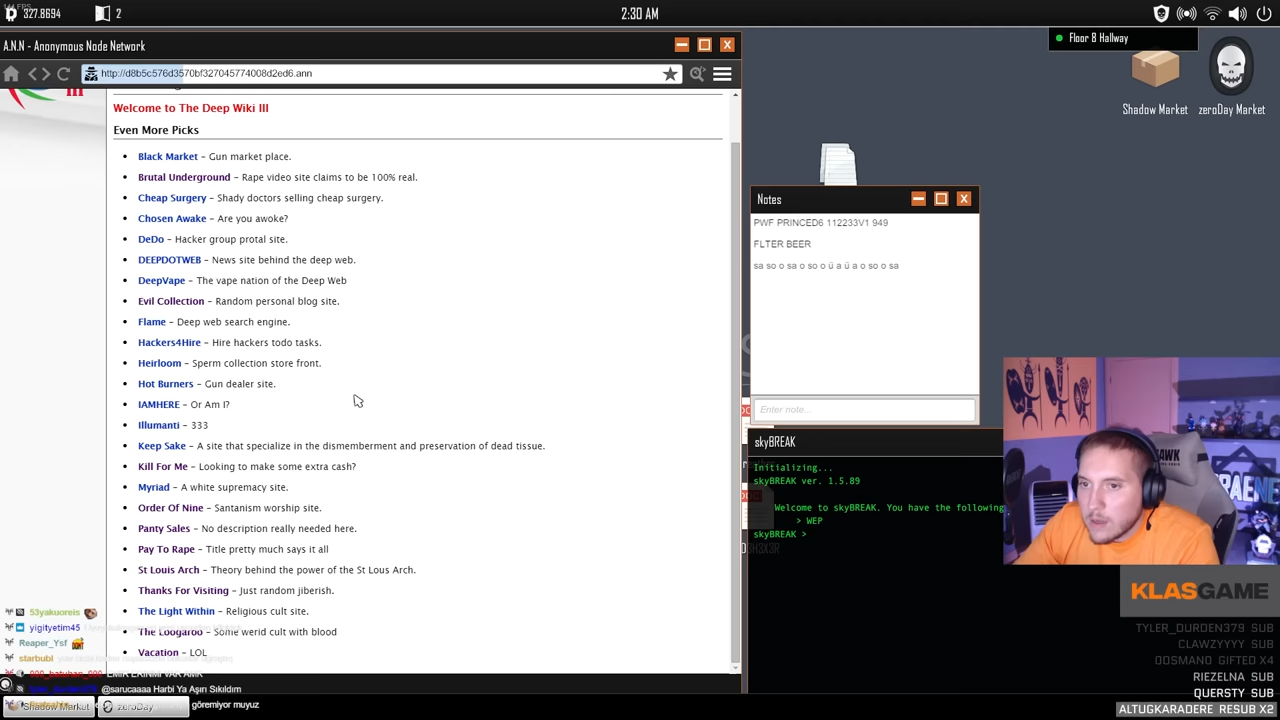 327.8694
2
2:30 AM
A.N.N - Anonymous Node Network
Floor 8 Hallway
http://d8b5c576d3570bf327045774008d2ed6.ann
Shadow Market
zeroDay Market
III
Welcome to The Deep Wiki III
Even More Picks
Black Market - Gun market place.
Brutal Underground - Rape video site claims to be 100% real.
Cheap Surgery - Shady doctors selling cheap surgery.
Chosen Awake - Are you awoke?
DeDo - Hacker group protal site.
DEEPDOTWEB - News site behind the deep web.
DeepVape - The vape nation of the Deep Web
Evil Collection - Random personal blog site.
Flame - Deep web search engine.
Hackers4Hire - Hire hackers todo tasks.
Heirloom - Sperm collection store front.
Hot Burners - Gun dealer site.
IAMHERE - Or Am I?
Illumanti - 333
Keep Sake - A site that specialize in the dismemberment and preservation of dead tissue.
Kill For Me - Looking to make some extra cash?
Myriad - A white supremacy site.
Order Of Nine - Santanism worship site.
Panty Sales - No description really needed here.
Pay To Rape - Title pretty much says it all
St Louis Arch - Theory behind the power of the St Lous Arch.
Thanks For Visiting - Just random jiberish.
The Light Within - Religious cult site.
The Loogaroo - Some werid cult with blood
Vacation - LOL
Notes
PWF PRINCED6 112233V1 949
FLTER BEER
sa so o sa o so o ü a ü a o so o sa
Enter note...
skyBREAK
Initializing...
skyBREAK ver. 1.5.89
Welcome to skyBREAK. You have the following
> WEP
skyBREAK >
KLASGAME
TYLER_DURDEN379 SUB
CLAWZYYYY SUB
OOSMANO GIFTED X4
RIEZELNA SUB
QUERSTY SUB
ALTUGKARADERE RESUB X2
53yakuoreis
yigityetim45
Reaper_Ysf
starbubl
EMIR ERINMI VAR AMK
@sarucaaaa Harbi Ya Aşırı Sıkıldım
göremiyor muyuz
Shadow Market
zeroDay